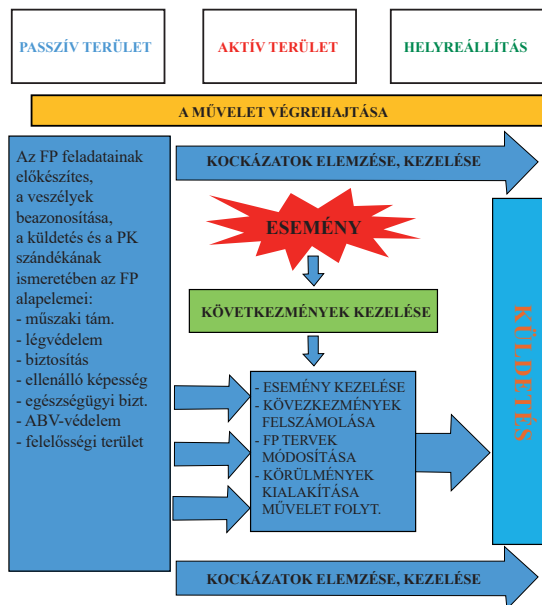 PASSZÍV TERÜLET
AKTÍV TERÜLET
HELYREÁLLÍTÁS
A MŰVELET VÉGREHAJTÁSA
Az FP feladatainak
előkészítes,
a veszélyek
beazonosítása,
a küldetés és a PK
szándékának
ismeretében az FP
alapelemei:
- műszaki tám.
- légvédelem
- biztosítás
- ellenálló képesség
- egészségügyi bizt.
- ABV-védelem
- felelősségi terület
KOCKÁZATOK ELEMZÉSE, KEZELÉSE
ESEMÉNY
KÖVETKEZMÉNYEK KEZELÉSE
- ESEMÉNY KEZELÉSE
- KÖVEZKEZMÉNYEK
FELSZÁMOLÁSA
- FP TERVEK
MÓDOSÍTÁSA
- KÖRÜLMÉNYEK
KIALAKÍTÁSA
MŰVELET FOLYT.
KÜLDETÉS
KOCKÁZATOK ELEMZÉSE, KEZELÉSE